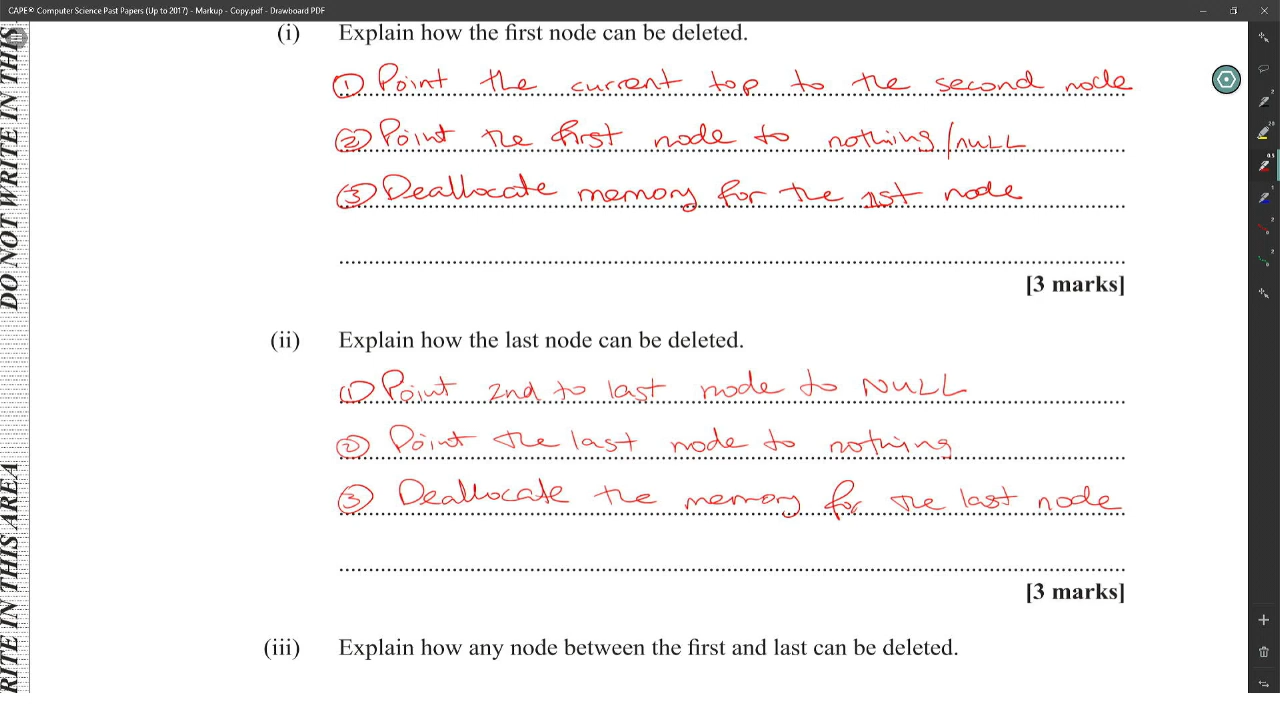 CAPE® Computer Science Past Papers (Up to 2017) - Markup - Copy.pdf - Drawboard PDF
(i) Explain how the first node can be deleted.
① Point the current top to the second node
② Point the first node to nothing/NULL
③ Deallocate memory for the 1st node
[3 marks]
(ii) Explain how the last node can be deleted.
① Point 2nd to last node to NULL
② Point the last node to nothing
③ Deallocate the memory for the last node
[3 marks]
(iii) Explain how any node between the first and last can be deleted.
DO NOT WRITE IN THIS
RITE IN THIS AREA